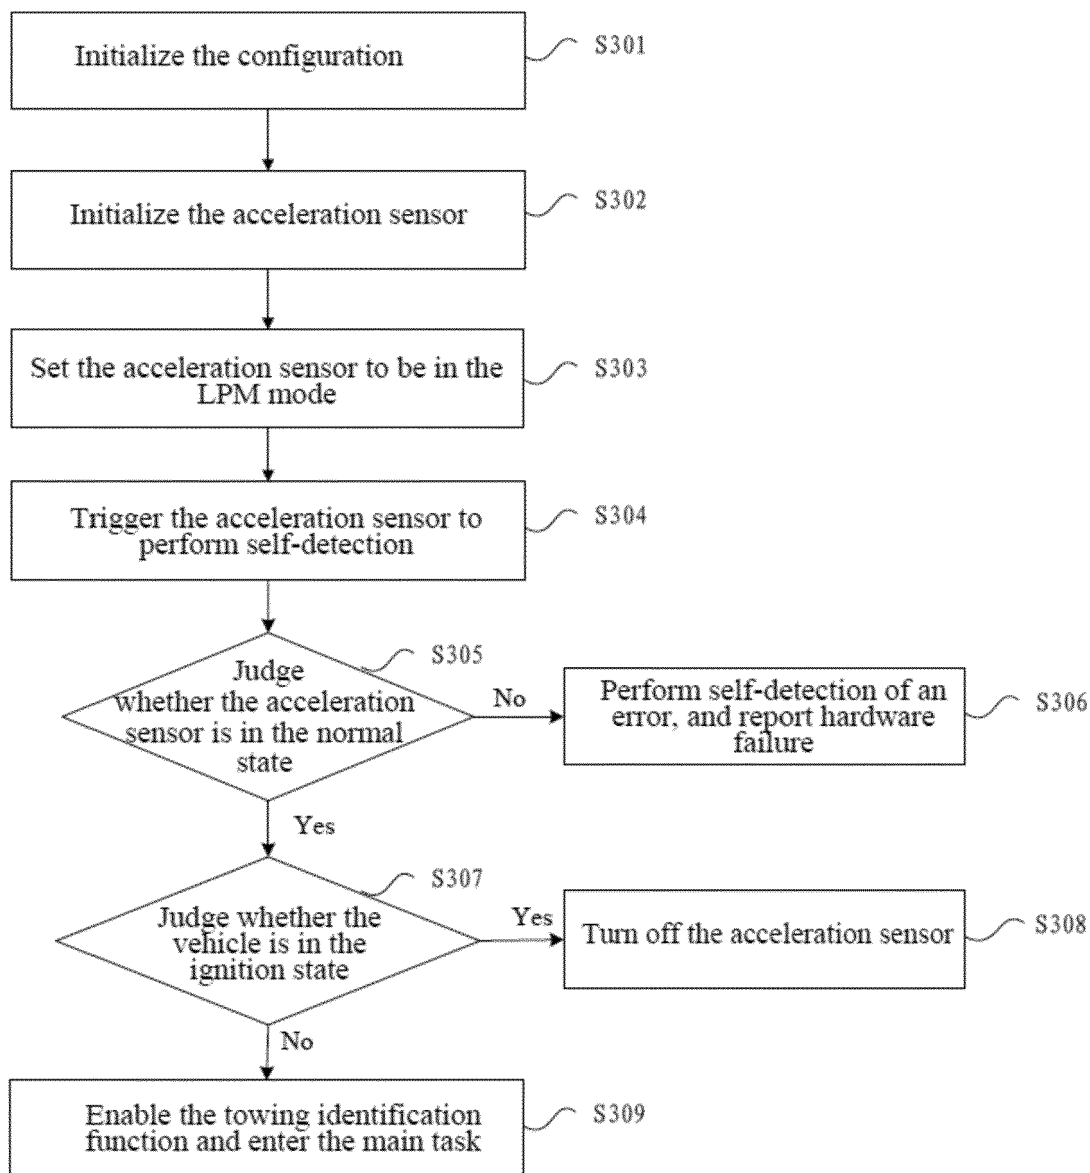 Initialize the configuration
S301
Initialize the acceleration sensor
S302
Set the acceleration sensor to be in the
LPM mode
S303
Trigger the acceleration sensor to
perform self-detection
S304
Judge
whether the acceleration
sensor is in the normal
state
S305
No
Perform self-detection of an
error, and report hardware
failure
S306
Yes
Judge whether the
vehicle is in the
ignition state
S307
Yes
Turn off the acceleration sensor
S308
No
Enable the towing identification
function and enter the main task
S309